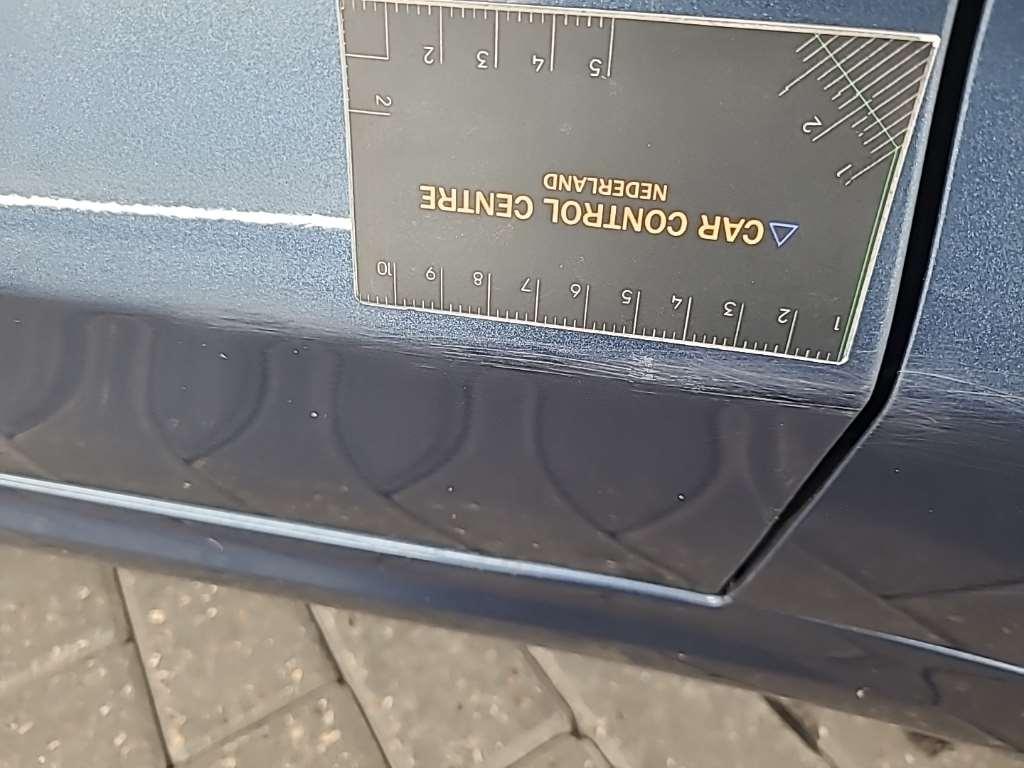 1 2 3 4 5 6 7 8 9 10
CAR CONTROL CENTRE
NEDERLAND
1 2
2
5 4 3 2